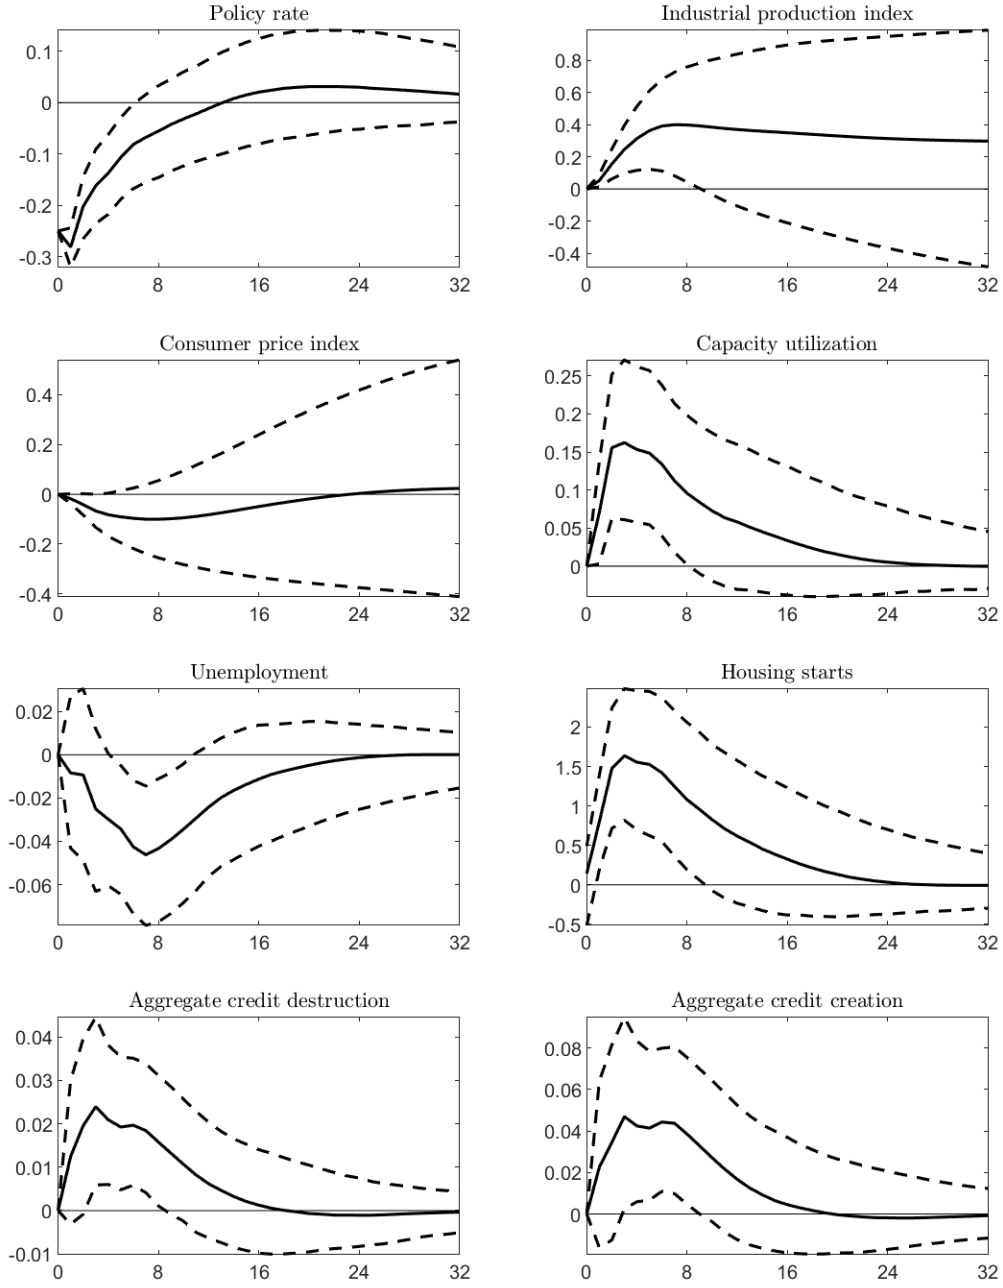 Policy rate
0.1
0
-0.1
-0.2
-0.3
0 8 16 24 32
Industrial production index
0.8
0.6
0.4
0.2
0
-0.2
-0.4
0 8 16 24 32
Consumer price index
0.4
0.2
0
-0.2
-0.4
0 8 16 24 32
Capacity utilization
0.25
0.2
0.15
0.1
0.05
0
0 8 16 24 32
Unemployment
0.02
0
-0.02
-0.04
-0.06
0 8 16 24 32
Housing starts
2
1.5
1
0.5
0
-0.5
0 8 16 24 32
Aggregate credit destruction
0.04
0.03
0.02
0.01
0
-0.01
0 8 16 24 32
Aggregate credit creation
0.08
0.06
0.04
0.02
0
0 8 16 24 32